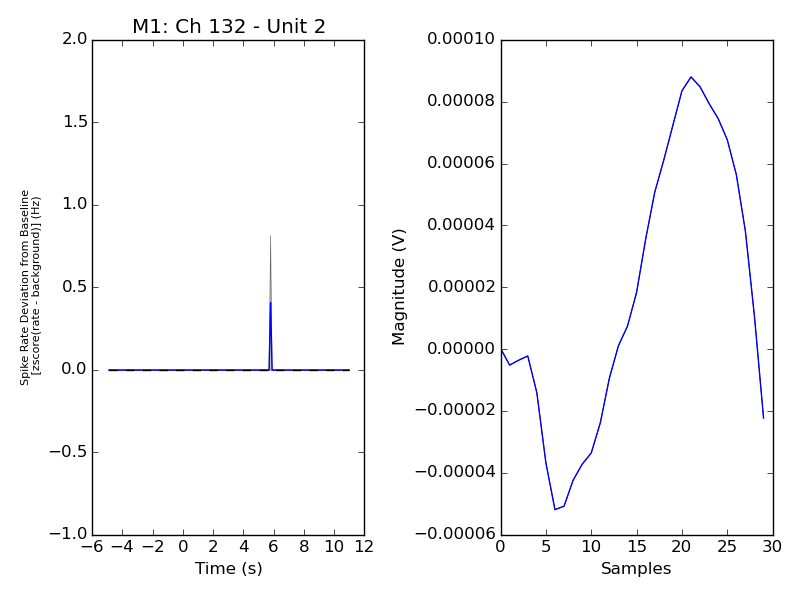 M1: Ch 132 - Unit 2
2.0
1.5
1.0
0.5
0.0
−0.5
−1.0
−6 −4 −2 0 2 4 6 8 10 12
Time (s)
Spike Rate Deviation from Baseline
[zscore(rate - background)] (Hz)
0.00010
0.00008
0.00006
0.00004
0.00002
0.00000
−0.00002
−0.00004
−0.00006
0 5 10 15 20 25 30
Samples
Magnitude (V)